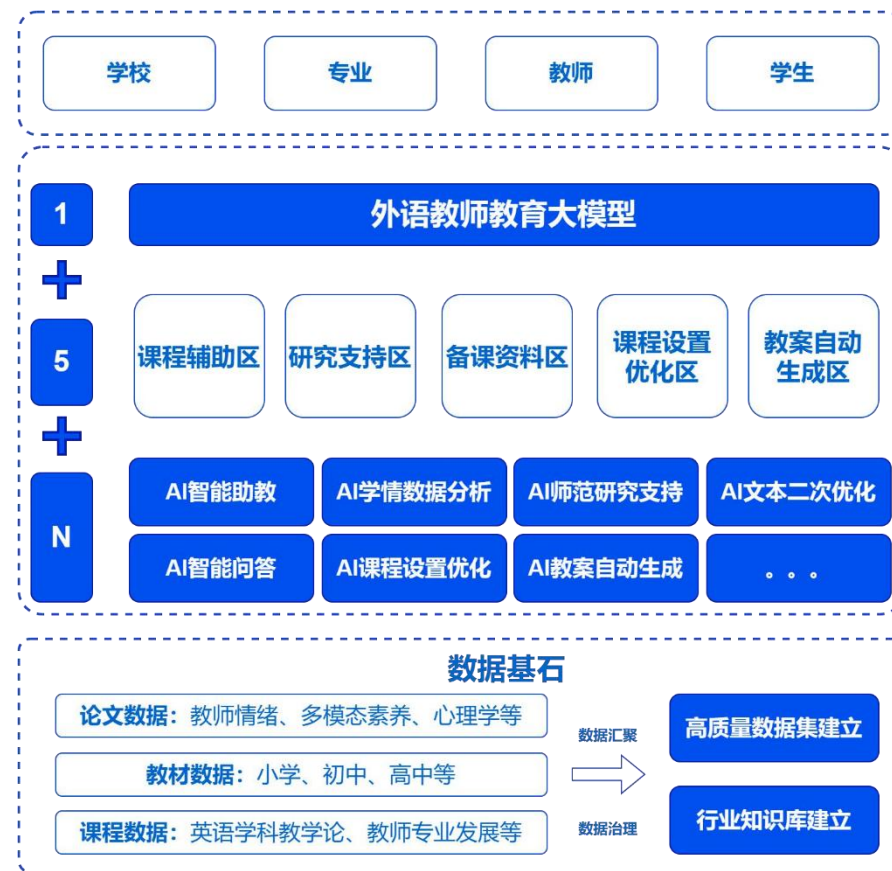 学校
专业
教师
学生
1
外语教师教育大模型
+
5
课程辅助区
研究支持区
备课资料区
课程设置
优化区
教案自动
生成区
+
N
AI智能助教
AI学情数据分析
AI师范研究支持
AI文本二次优化
AI智能问答
AI课程设置优化
AI教案自动生成
。。。
数据基石
论文数据：教师情绪、多模态素养、心理学等
教材数据：小学、初中、高中等
课程数据：英语学科教学论、教师专业发展等
数据汇聚
数据治理
高质量数据集建立
行业知识库建立